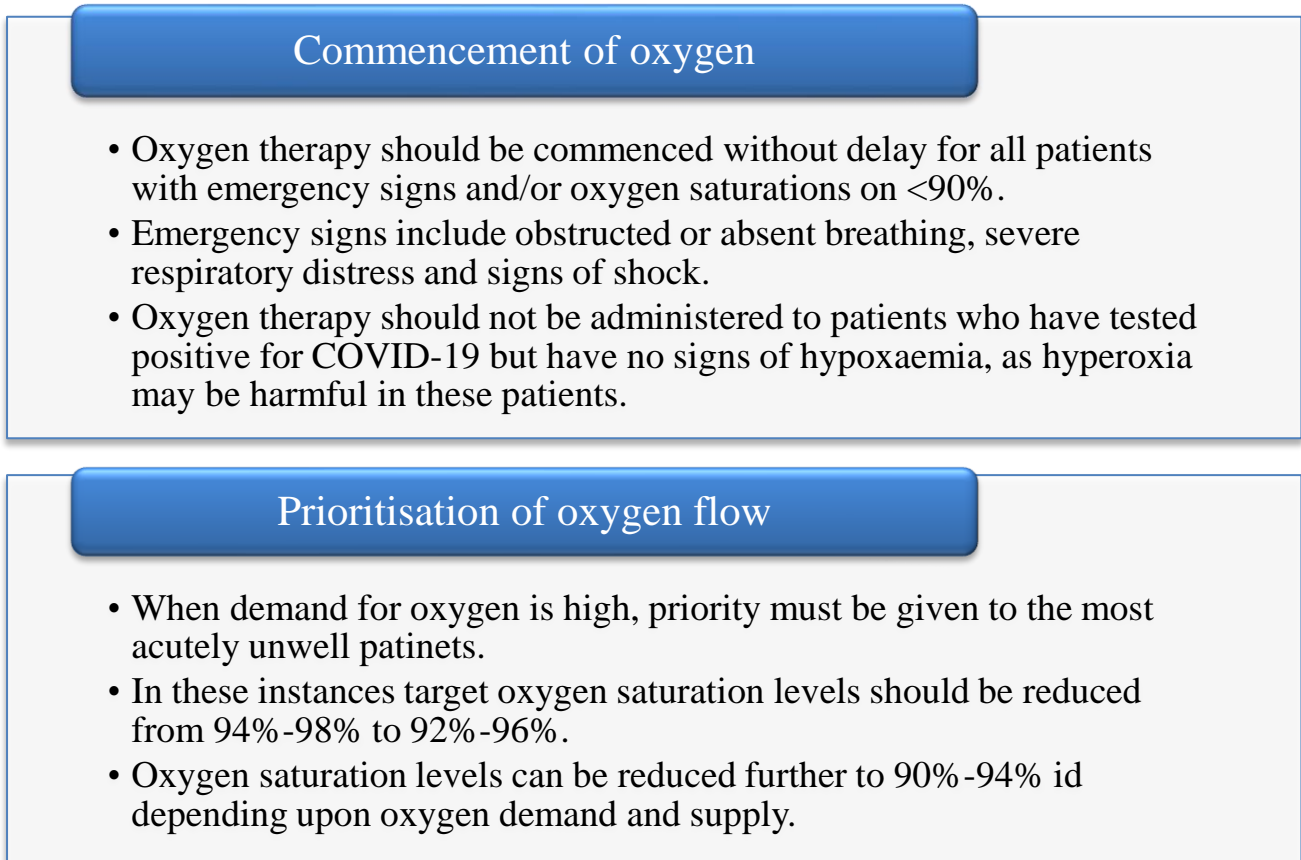 Commencement of oxygen
• Oxygen therapy should be commenced without delay for all patients
with emergency signs and/or oxygen saturations on <90%.
• Emergency signs include obstructed or absent breathing, severe
respiratory distress and signs of shock.
• Oxygen therapy should not be administered to patients who have tested
positive for COVID-19 but have no signs of hypoxaemia, as hyperoxia
may be harmful in these patients.
Prioritisation of oxygen flow
• When demand for oxygen is high, priority must be given to the most
acutely unwell patinets.
• In these instances target oxygen saturation levels should be reduced
from 94%-98% to 92%-96%.
• Oxygen saturation levels can be reduced further to 90%-94% id
depending upon oxygen demand and supply.